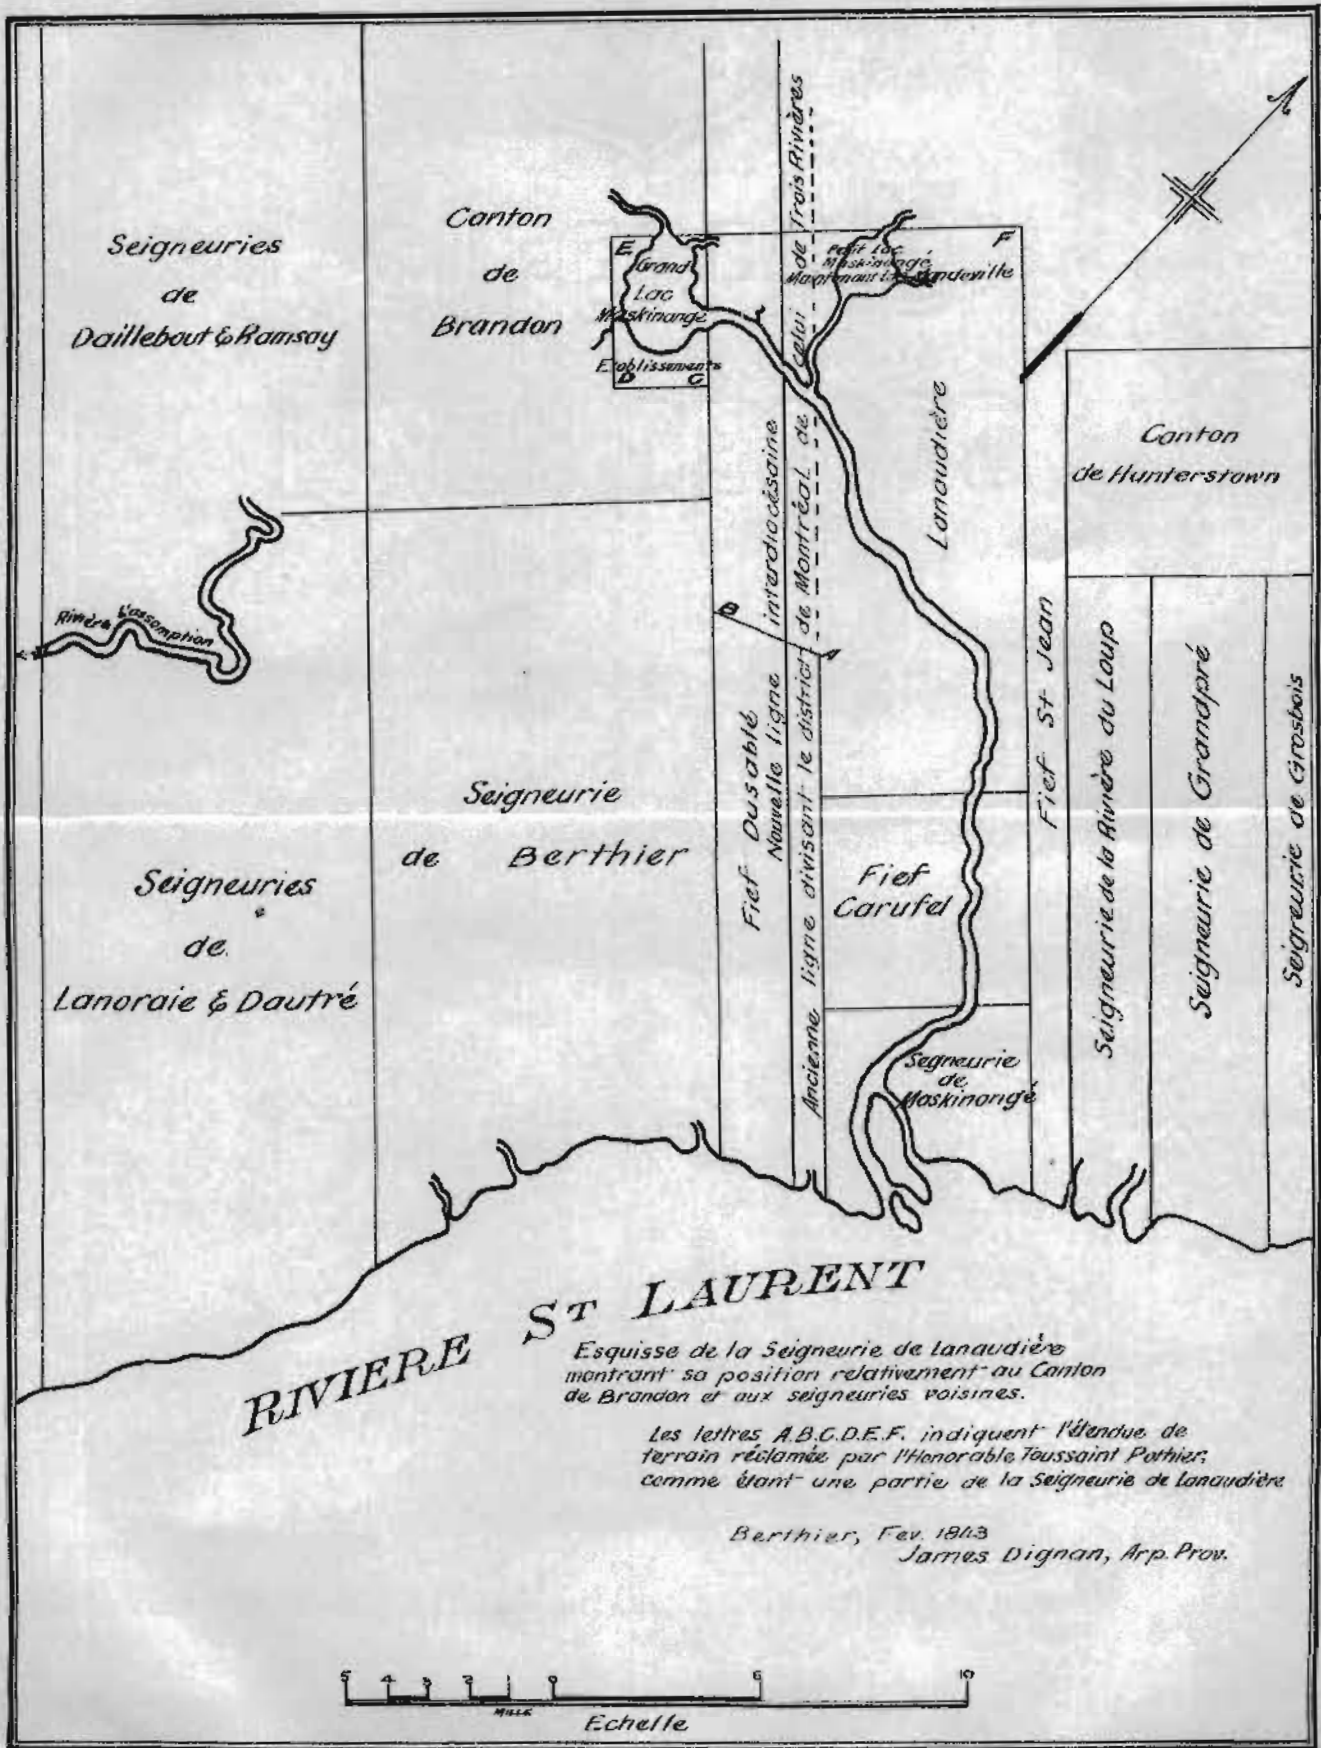 Seigneuries
de
Daillebout & Ramsay
Canton
de
Brandon
E
Grand
Lac
Maskinongé
Etablissements
D C
F
Petit Lac
Maskinongé
Maintenant Lac Mandeville
Lanaudière
Canton
de Hunterstown
Rivière L'assomption
B
A
Seigneurie
de Berthier
Seigneuries
de
Lanoraie & Dautré
Fief Dusablé
Nouvelle ligne interdiocésaine
Ancienne ligne divisant le district de Montréal de celui de Trois Rivières
Fief
Carufel
Segneurie
de
Maskinongé
Fief St Jean
Seigneurie de la Rivière du Loup
Seigneurie de Grandpré
Seigneurie de Grosbois
RIVIERE ST LAURENT
Esquisse de la Seigneurie de Lanaudière
montrant sa position relativement au Canton
de Brandon et aux seigneuries voisines.
Les lettres A.B.C.D.E.F. indiquent l'étendue de
terrain réclamée par l'Honorable Toussaint Pothier,
comme étant une partie de la Seigneurie de Lanaudière
Berthier, Fev. 1843
James Dignan, Arp. Prov.
5 4 3 2 1 0 6 10
MILLE
Echelle